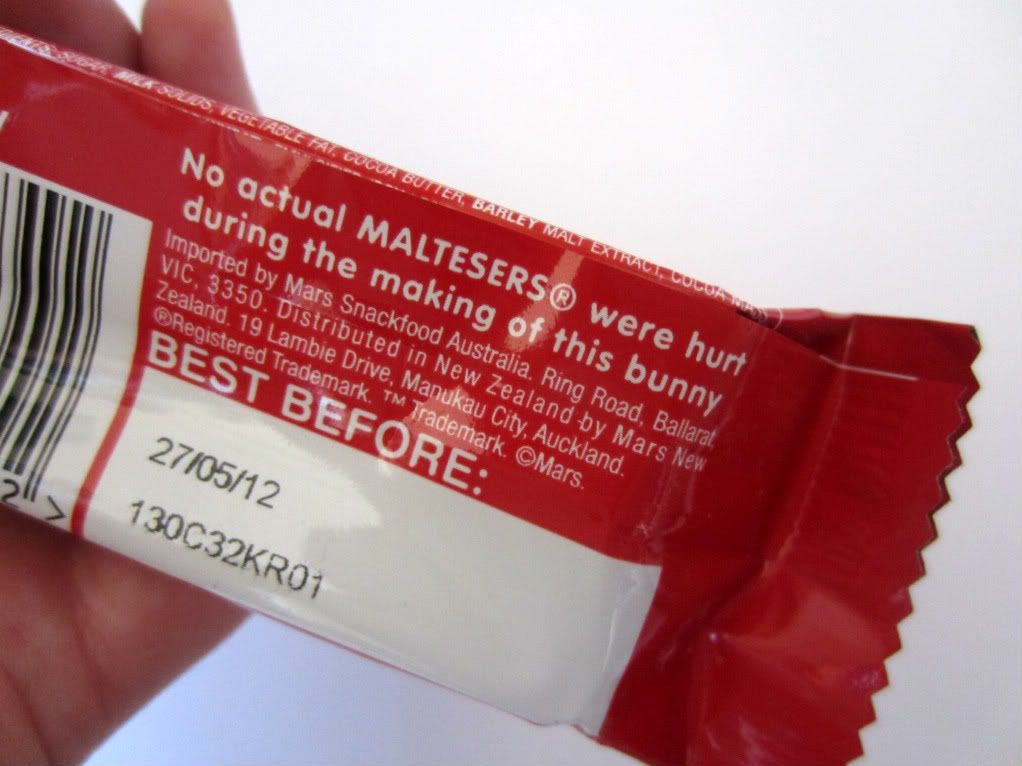 SUGAR, MILK SOLIDS, VEGETABLE FAT, COCOA BUTTER, BARLEY MALT EXTRACT, COCOA
No actual MALTESERS® were hurt
during the making of this bunny
Imported by Mars Snackfood Australia, Ring Road, Ballarat,
VIC, 3350. Distributed in New Zealand by Mars New
Zealand. 19 Lambie Drive, Manukau City, Auckland.
®Registered Trademark. ™Trademark. ©Mars.
BEST BEFORE:
27/05/12
130C32KR01
2 >